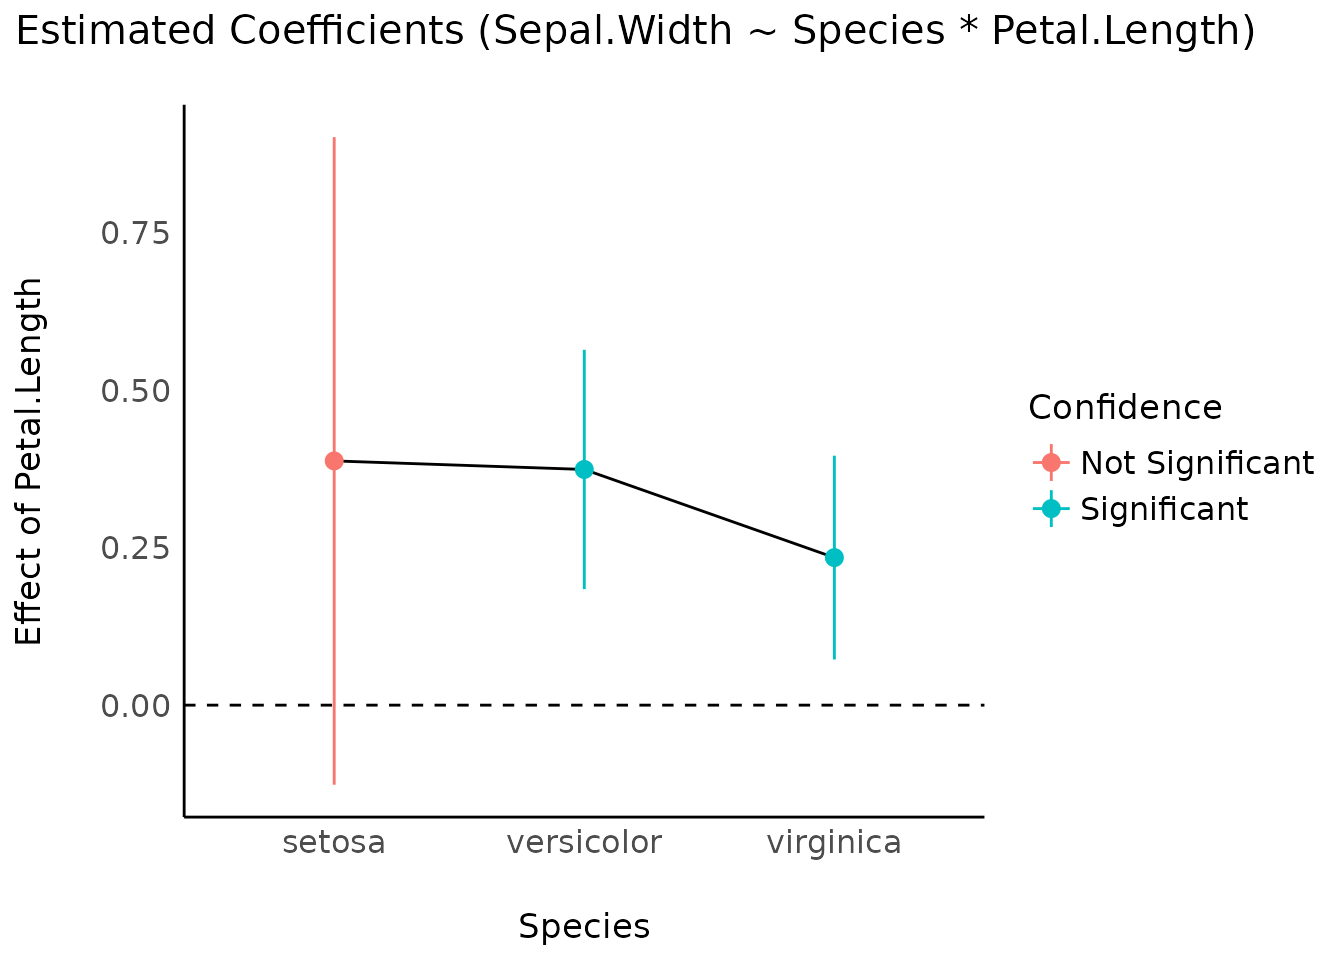 Estimated Coefficients (Sepal.Width ~ Species * Petal.Length)
Effect of Petal.Length
0.75
0.50
0.25
0.00
setosa versicolor virginica
Species
Confidence
Not Significant
Significant